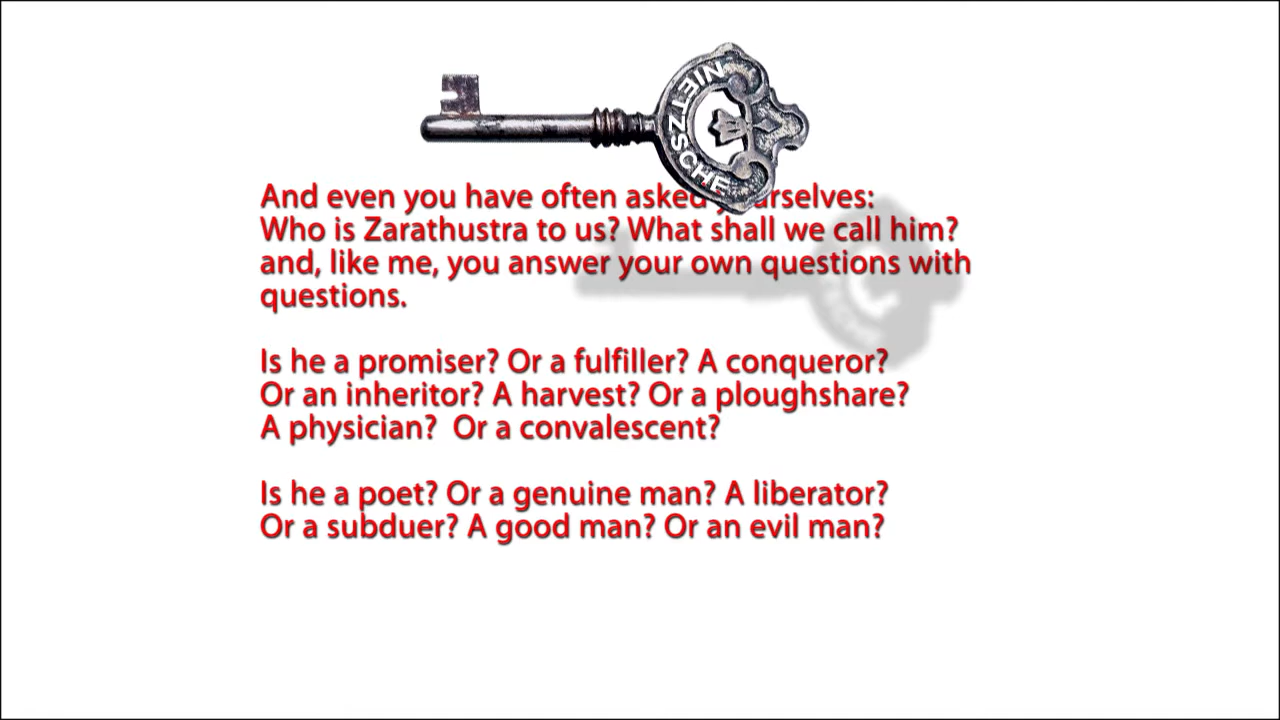 NIETZSCHE
And even you have often asked yourselves:
Who is Zarathustra to us? What shall we call him?
and, like me, you answer your own questions with
questions.
Is he a promiser? Or a fulfiller? A conqueror?
Or an inheritor? A harvest? Or a ploughshare?
A physician? Or a convalescent?
Is he a poet? Or a genuine man? A liberator?
Or a subduer? A good man? Or an evil man?